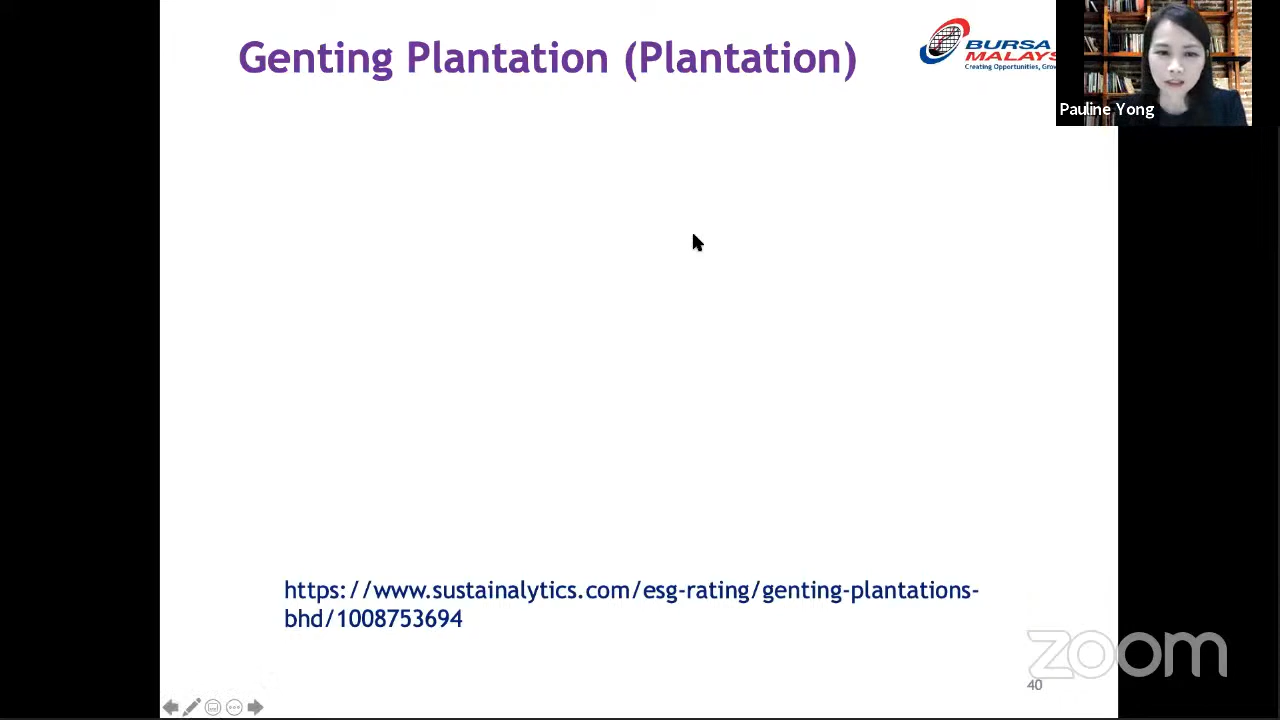 Genting Plantation (Plantation)
BURSA
MALAYS
Creating Opportunities, Grow
Pauline Yong
https://www.sustainalytics.com/esg-rating/genting-plantations-
bhd/1008753694
zoom
40